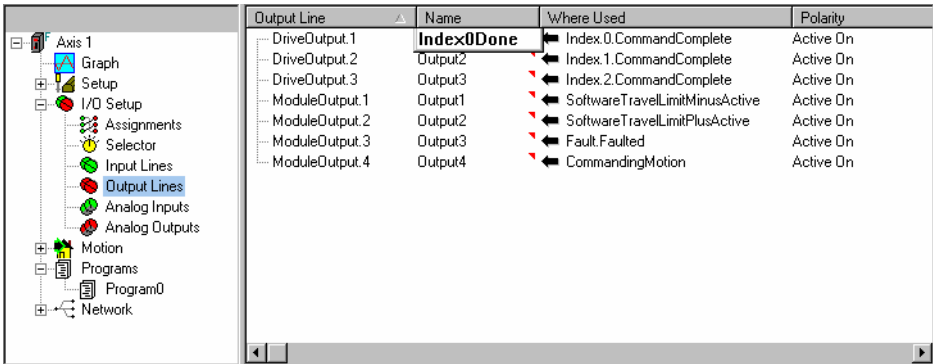 Output Line Name Where Used Polarity
Axis 1
Graph
Setup
I/O Setup
Assignments
Selector
Input Lines
Output Lines
Analog Inputs
Analog Outputs
Motion
Programs
Program0
Network
DriveOutput.1 Index0Done Index.0.CommandComplete Active On
DriveOutput.2 Output2 Index.1.CommandComplete Active On
DriveOutput.3 Output3 Index.2.CommandComplete Active On
ModuleOutput.1 Output1 SoftwareTravelLimitMinusActive Active On
ModuleOutput.2 Output2 SoftwareTravelLimitPlusActive Active On
ModuleOutput.3 Output3 Fault.Faulted Active On
ModuleOutput.4 Output4 CommandingMotion Active On